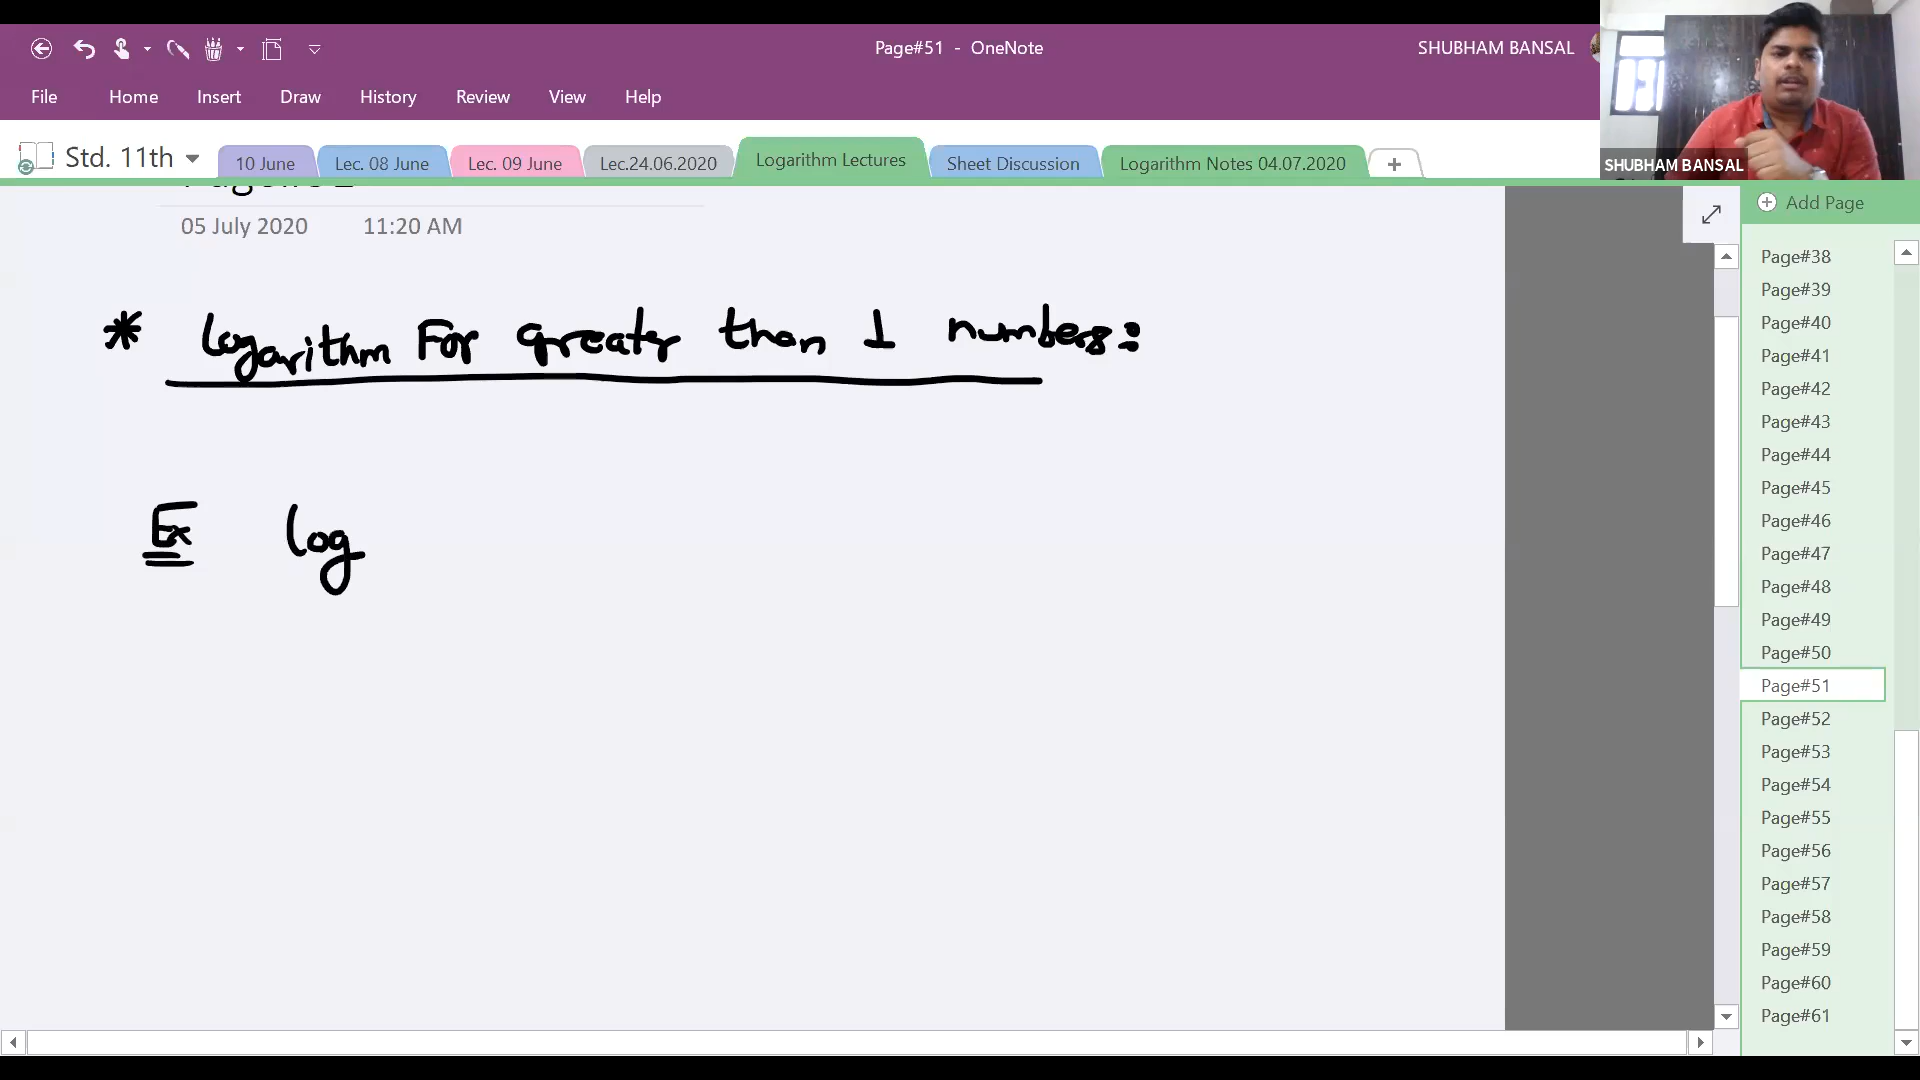 Page#51 - OneNote
SHUBHAM BANSAL
File Home Insert Draw History Review View Help
Std. 11th
10 June
Lec. 08 June
Lec. 09 June
Lec.24.06.2020
Logarithm Lectures
Sheet Discussion
Logarithm Notes 04.07.2020
SHUBHAM BANSAL
05 July 2020 11:20 AM
* Logarithm For greater than 1 numbers:
Ex log
Add Page
Page#38
Page#39
Page#40
Page#41
Page#42
Page#43
Page#44
Page#45
Page#46
Page#47
Page#48
Page#49
Page#50
Page#51
Page#52
Page#53
Page#54
Page#55
Page#56
Page#57
Page#58
Page#59
Page#60
Page#61